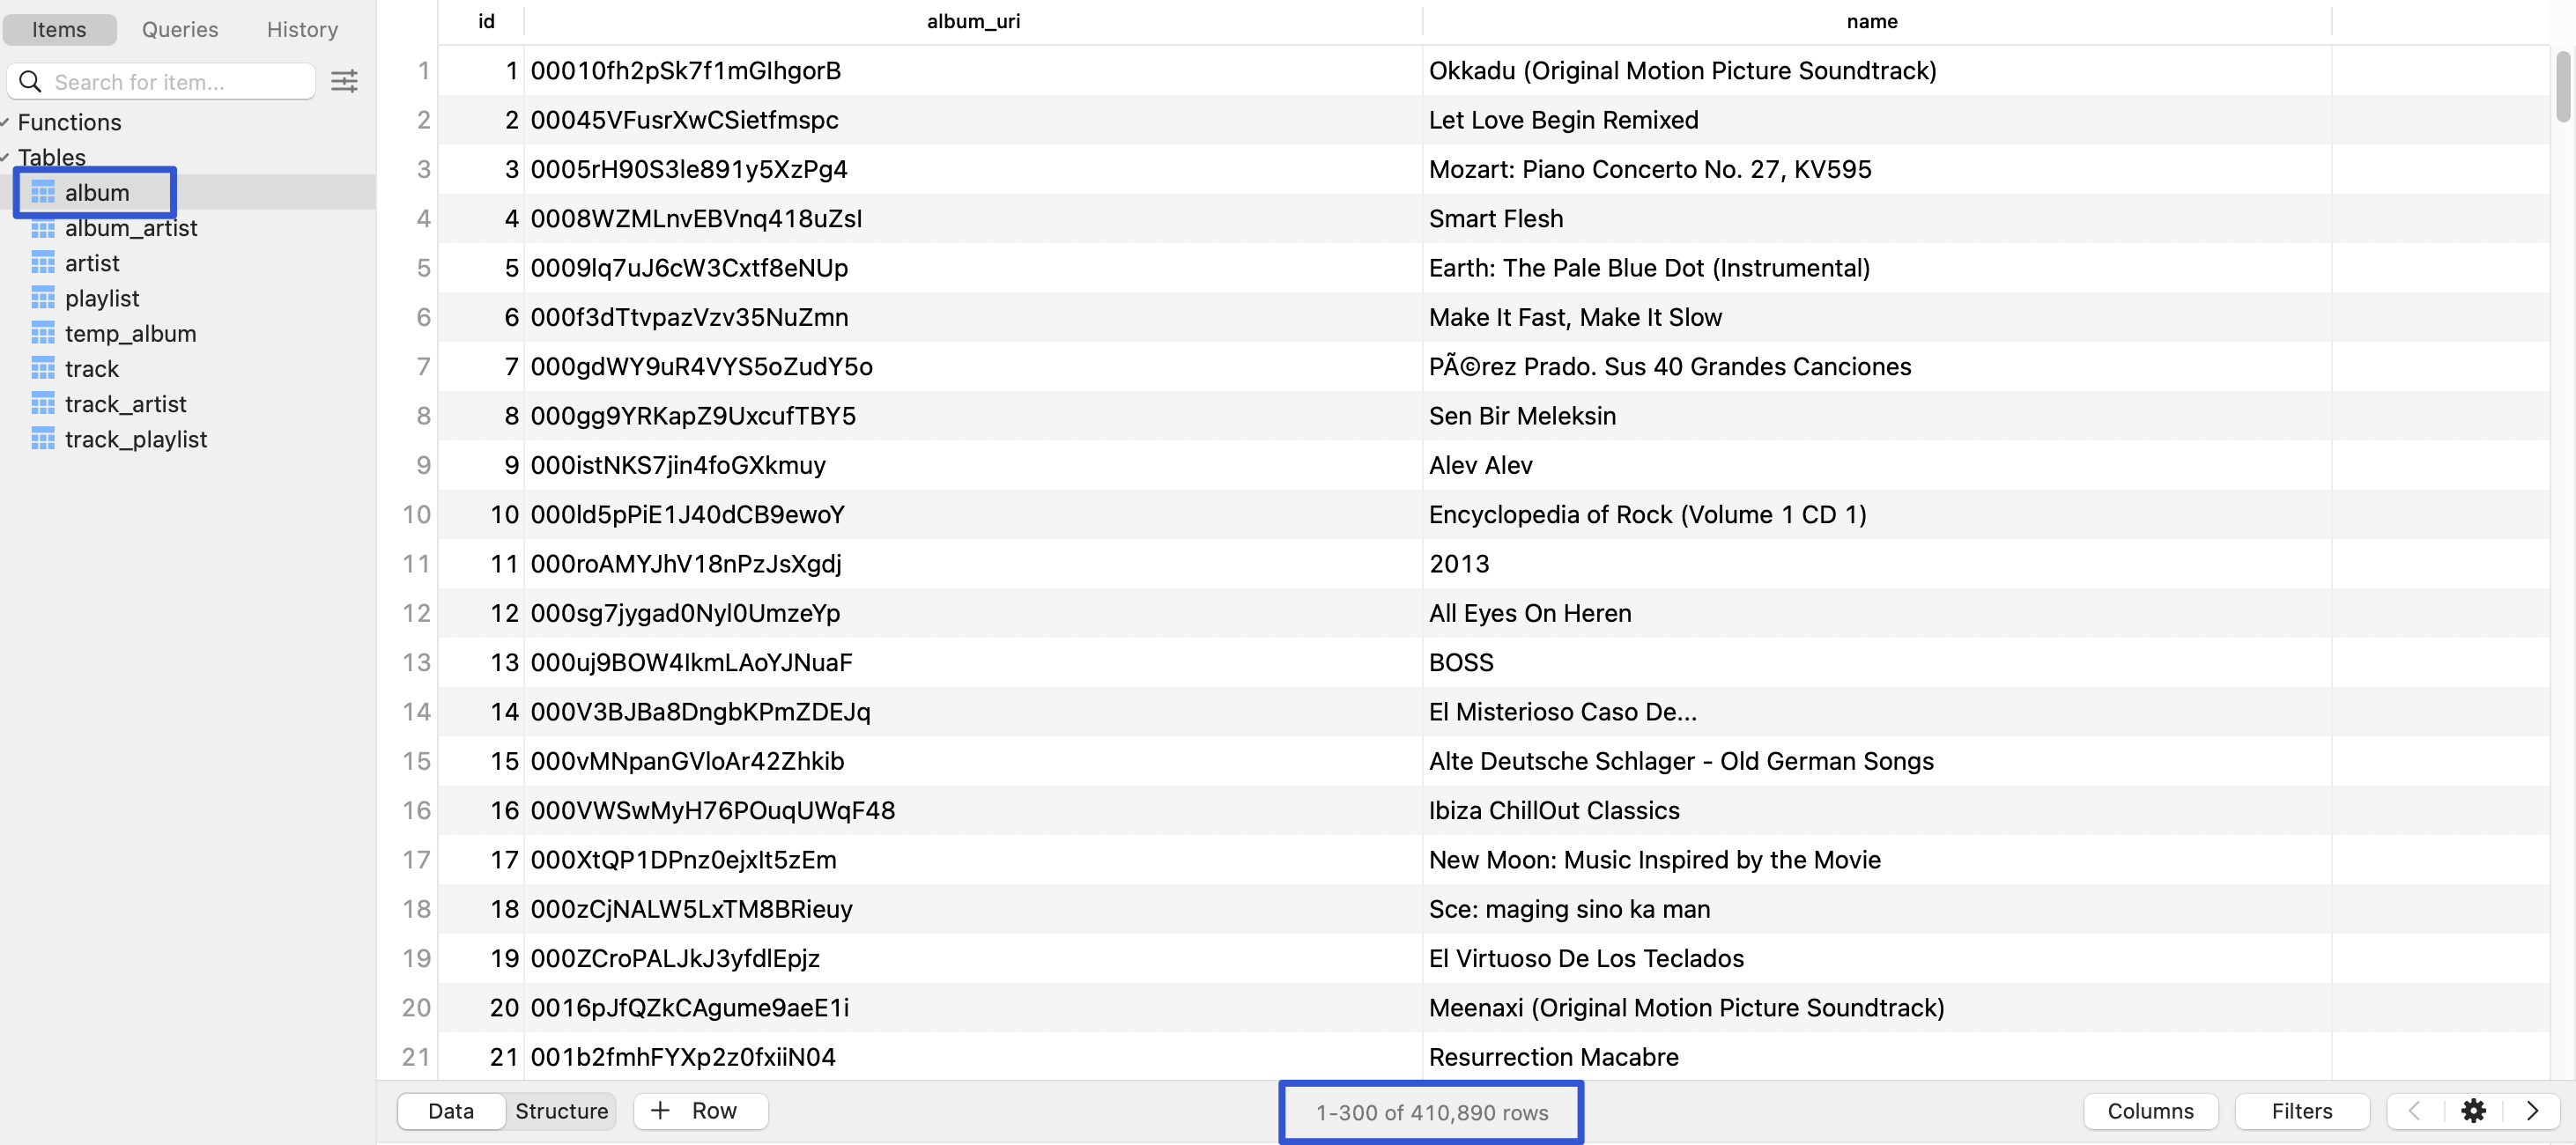 Items Queries History
Search for item...
Functions
Tables
album
album_artist
artist
playlist
temp_album
track
track_artist
track_playlist
id album_uri name
1 1 00010fh2pSk7f1mGlhgorB Okkadu (Original Motion Picture Soundtrack)
2 2 00045VFusrXwCSietfmspc Let Love Begin Remixed
3 3 0005rH90S3le891y5XzPg4 Mozart: Piano Concerto No. 27, KV595
4 4 0008WZMLnvEBVnq418uZsI Smart Flesh
5 5 0009lq7uJ6cW3Cxtf8eNUp Earth: The Pale Blue Dot (Instrumental)
6 6 000f3dTtvpazVzv35NuZmn Make It Fast, Make It Slow
7 7 000gdWY9uR4VYS5oZudY5o PÃ©rez Prado. Sus 40 Grandes Canciones
8 8 000gg9YRKapZ9UxcufTBY5 Sen Bir Meleksin
9 9 000istNKS7jin4foGXkmuy Alev Alev
10 10 000ld5pPiE1J40dCB9ewoY Encyclopedia of Rock (Volume 1 CD 1)
11 11 000roAMYJhV18nPzJsXgdj 2013
12 12 000sg7jygad0Nyl0UmzeYp All Eyes On Heren
13 13 000uj9BOW4IkmLAoYJNuaF BOSS
14 14 000V3BJBa8DngbKPmZDEJq El Misterioso Caso De...
15 15 000vMNpanGVloAr42Zhkib Alte Deutsche Schlager - Old German Songs
16 16 000VWSwMyH76POuqUWqF48 Ibiza ChillOut Classics
17 17 000XtQP1DPnz0ejxIt5zEm New Moon: Music Inspired by the Movie
18 18 000zCjNALW5LxTM8BRieuy Sce: maging sino ka man
19 19 000ZCroPALJkJ3yfdlEpjz El Virtuoso De Los Teclados
20 20 0016pJfQZkCAgume9aeE1i Meenaxi (Original Motion Picture Soundtrack)
21 21 001b2fmhFYXp2z0fxiiN04 Resurrection Macabre
Data Structure + Row 1-300 of 410,890 rows Columns Filters